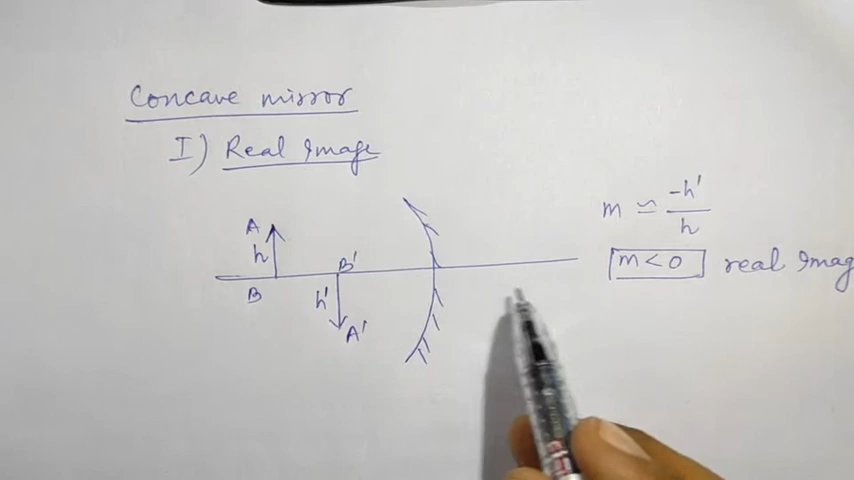 Concave mirror
I) Real Image
A
h
B
B'
h'
A'
m ≃ -h'/h
m < 0 real Imag